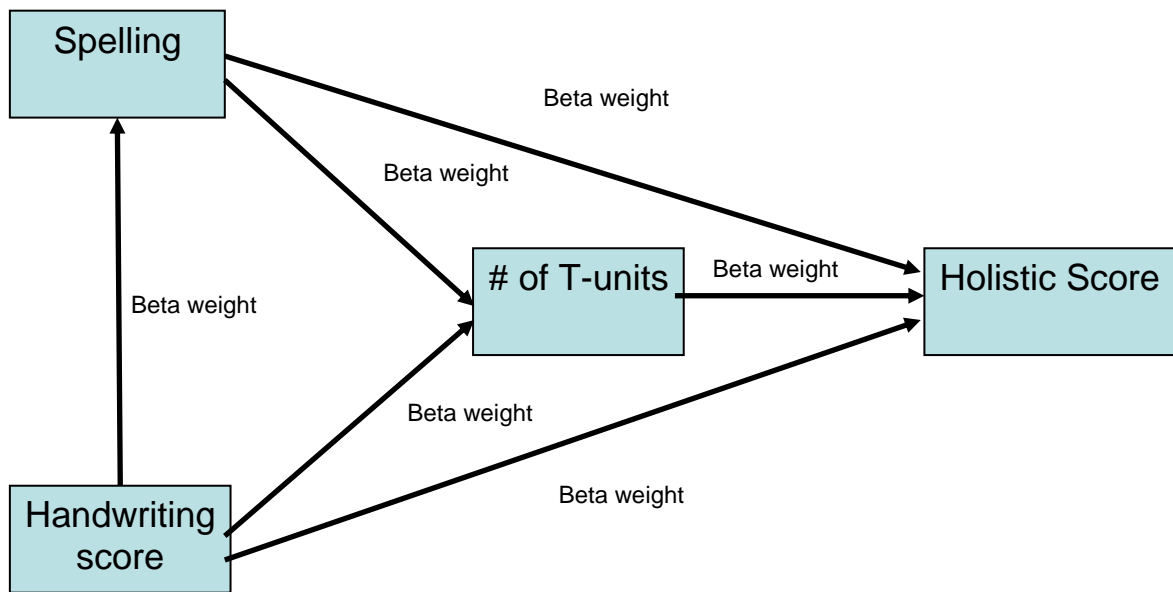 Spelling
Beta weight
Beta weight
# of T-units
Beta weight
Holistic Score
Beta weight
Beta weight
Beta weight
Handwriting
score